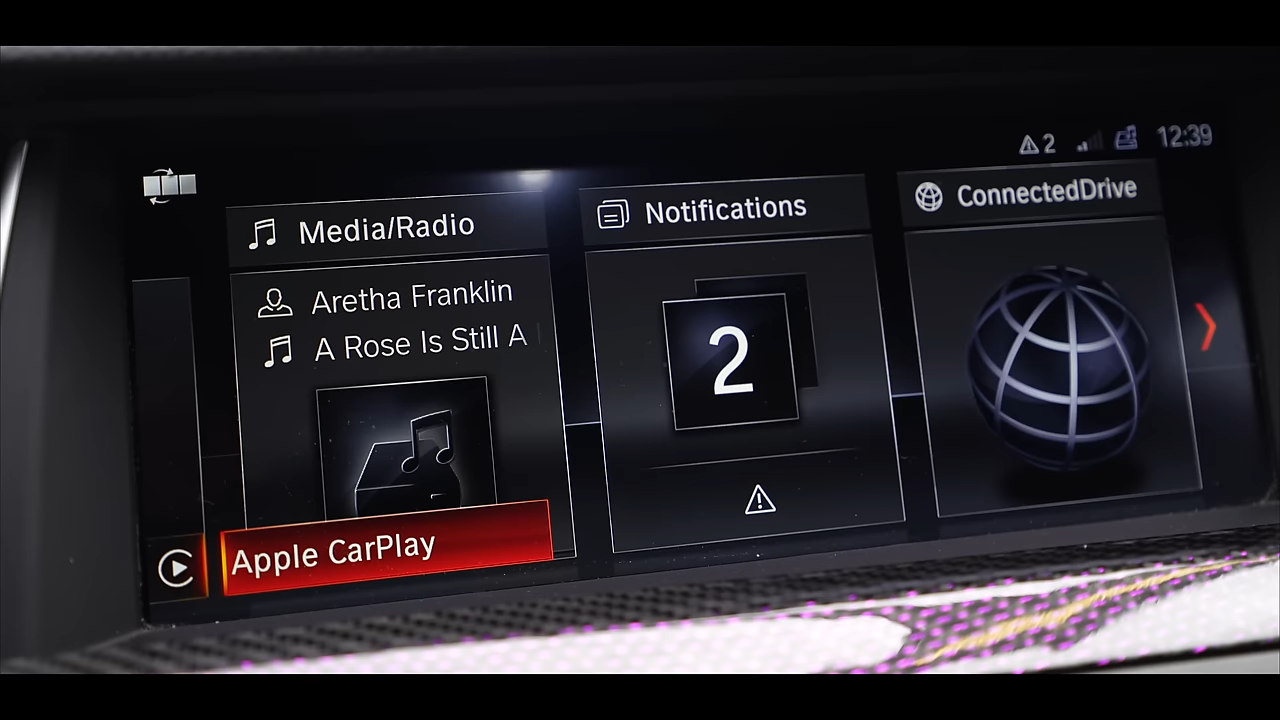 2 12:39
Media/Radio
Notifications
ConnectedDrive
Aretha Franklin
A Rose Is Still A
2
Apple CarPlay